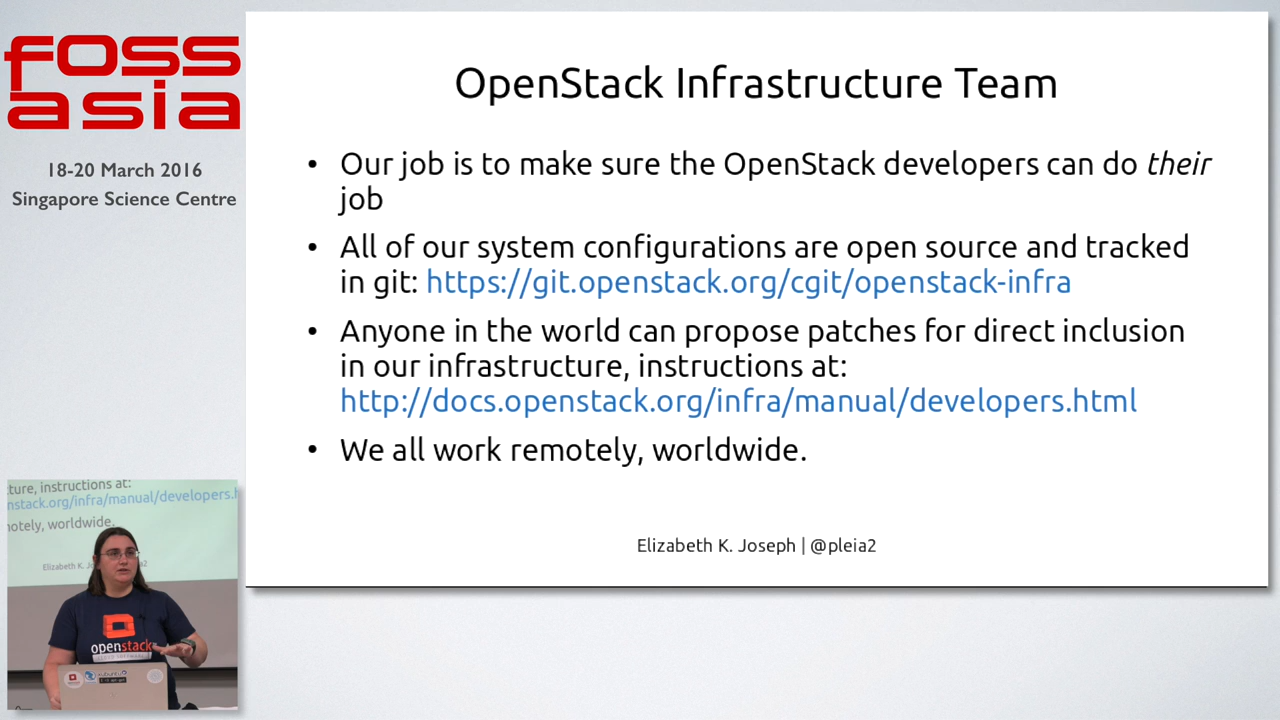 foss
asia
18-20 March 2016
Singapore Science Centre
OpenStack Infrastructure Team
• Our job is to make sure the OpenStack developers can do their
job
• All of our system configurations are open source and tracked
in git: https://git.openstack.org/cgit/openstack-infra
• Anyone in the world can propose patches for direct inclusion
in our infrastructure, instructions at:
http://docs.openstack.org/infra/manual/developers.html
• We all work remotely, worldwide.
Elizabeth K. Joseph | @pleia2
ture, instructions at:
nstack.org/infra/manual/developers.h
notely, worldwide.
Elizabeth K.
openstack